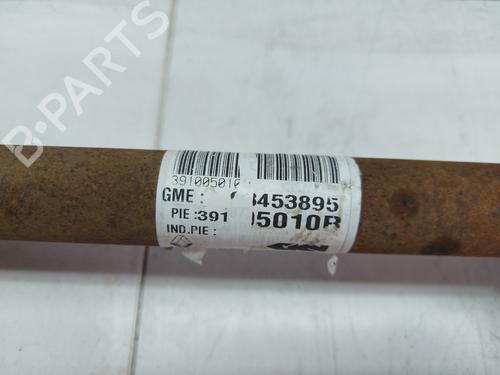 391005010
GME : 8453895
PIE :391 05010R
IND.PIE :
B-PARTS